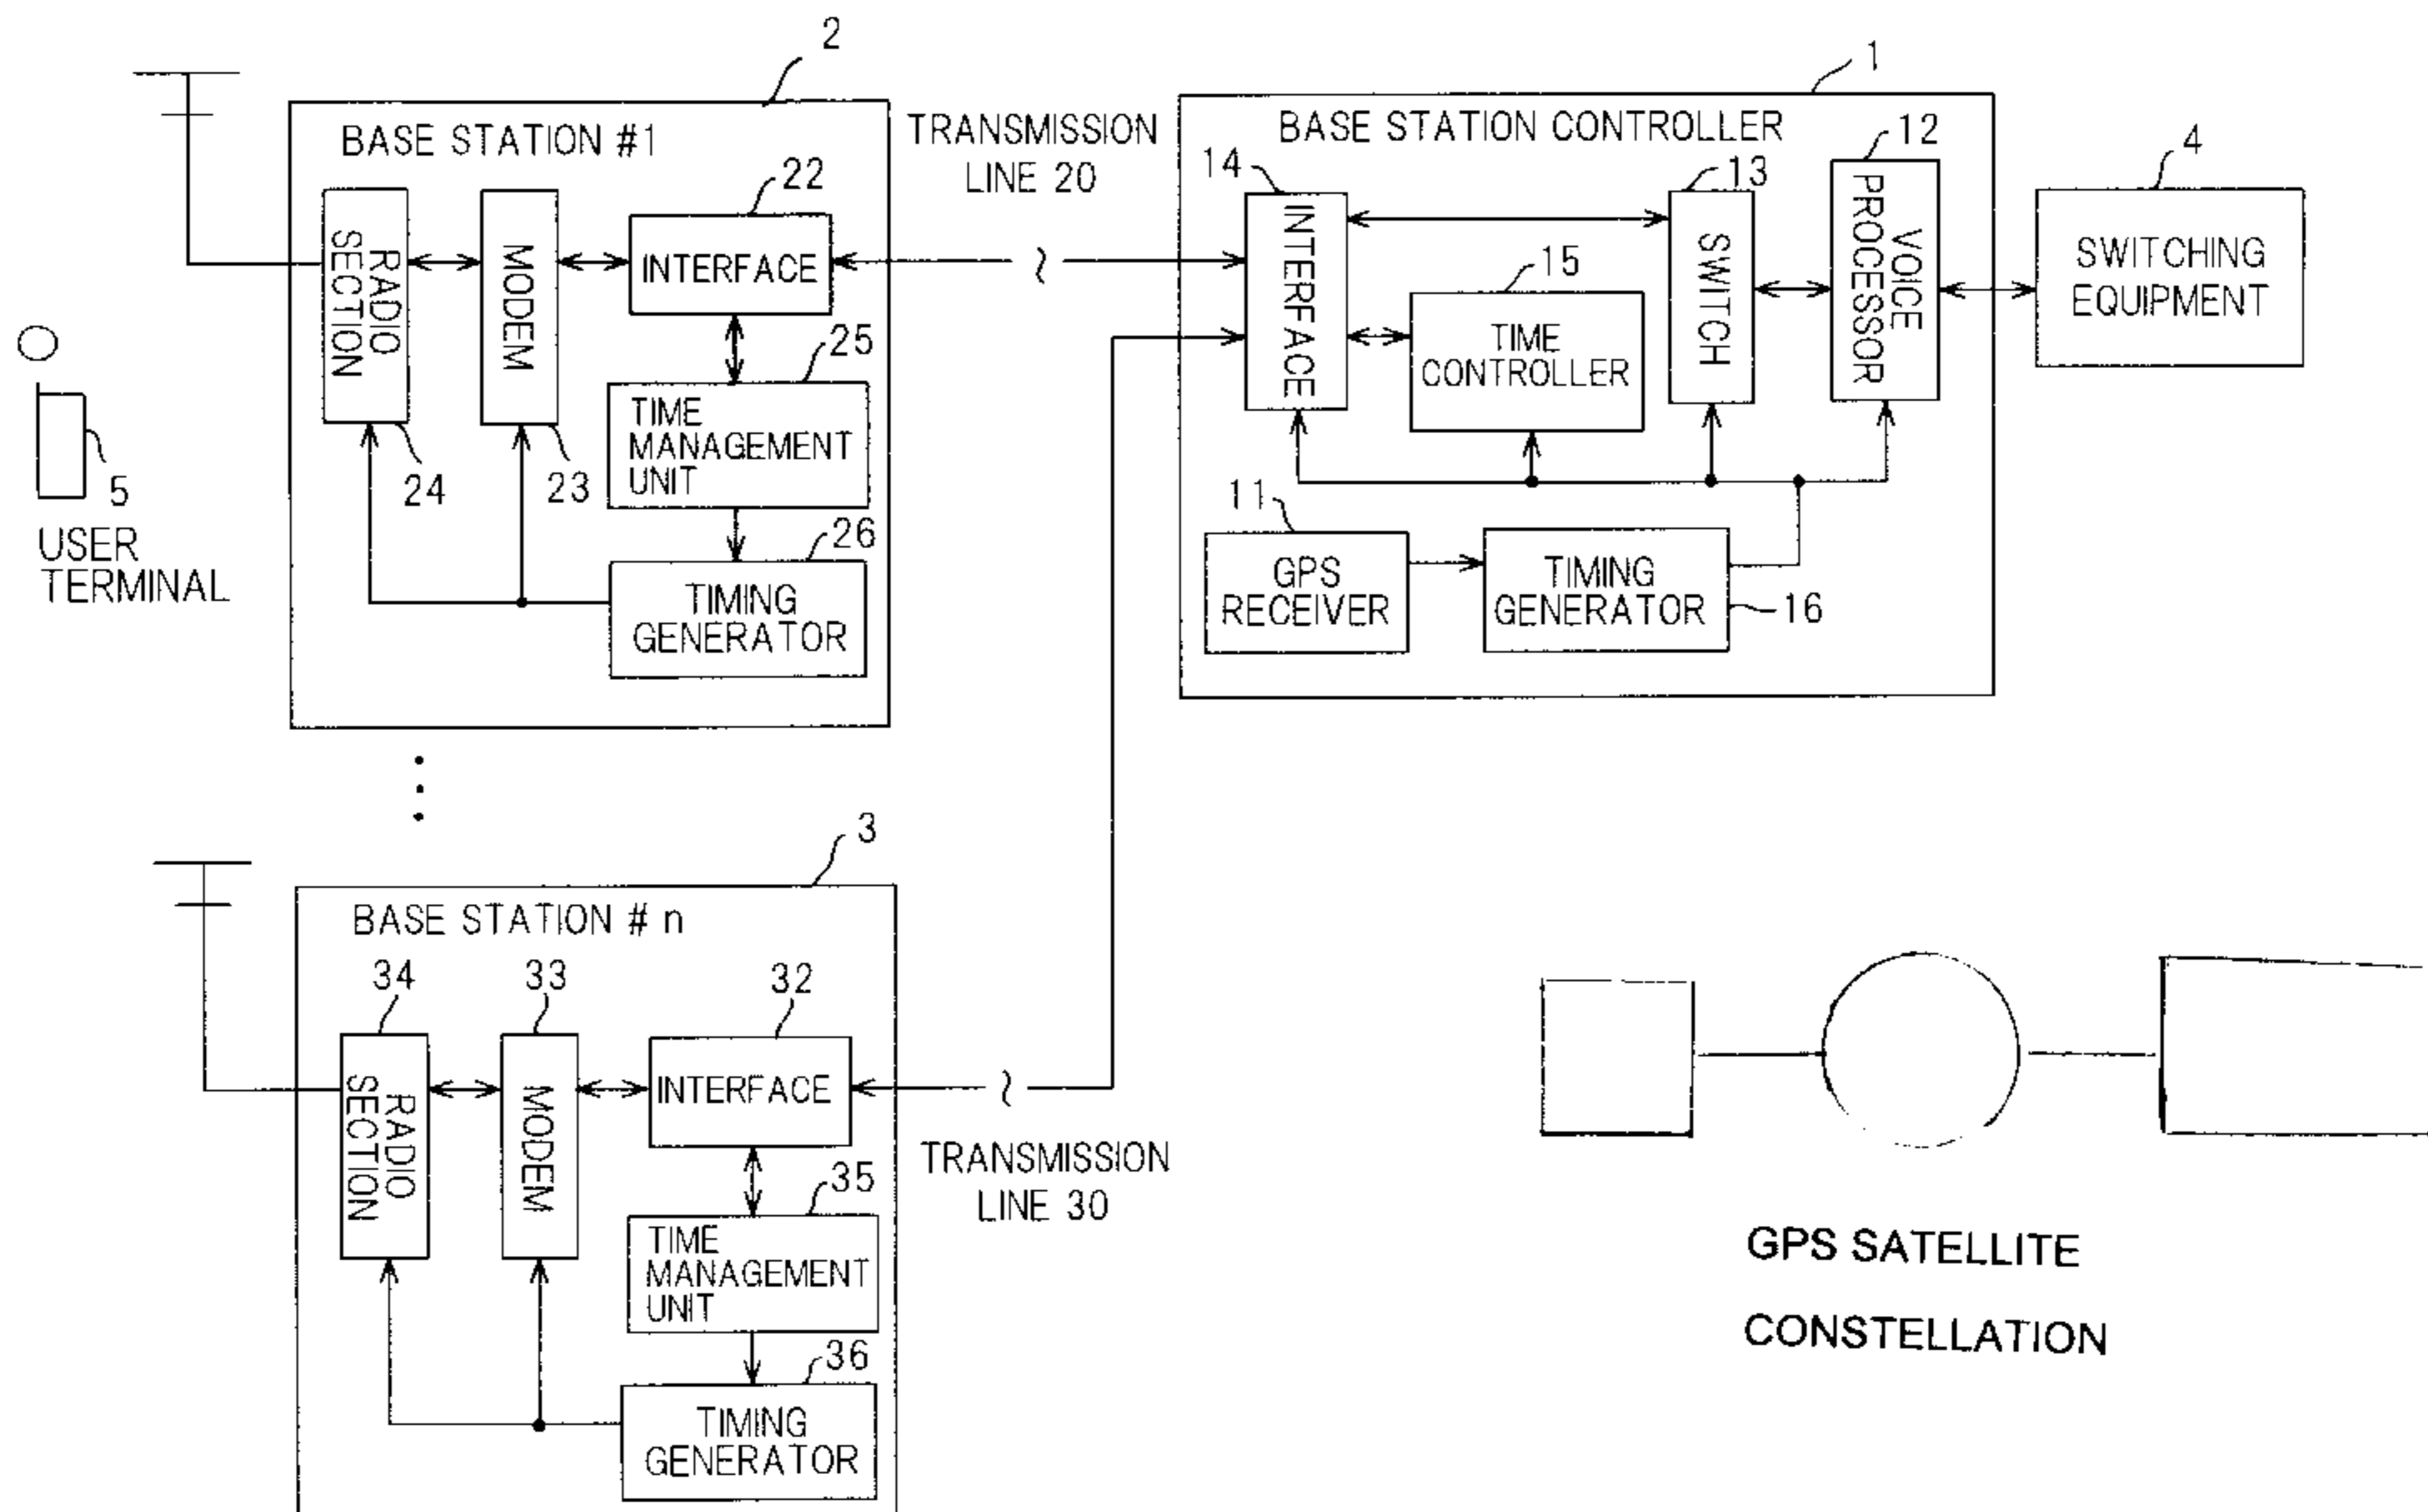 2
BASE STATION #1
22
INTERFACE
MODEM
RADIO
SECTION
25
TIME
MANAGEMENT
UNIT
24
23
26
TIMING
GENERATOR
5
USER
TERMINAL
TRANSMISSION
LINE 20
1
BASE STATION CONTROLLER
14
INTERFACE
15
TIME
CONTROLLER
13
SWITCH
12
VOICE
PROCESSOR
11
GPS
RECEIVER
TIMING
GENERATOR
16
4
SWITCHING
EQUIPMENT
3
BASE STATION # n
34
RADIO
SECTION
33
MODEM
32
INTERFACE
35
TIME
MANAGEMENT
UNIT
36
TIMING
GENERATOR
TRANSMISSION
LINE 30
GPS SATELLITE
CONSTELLATION